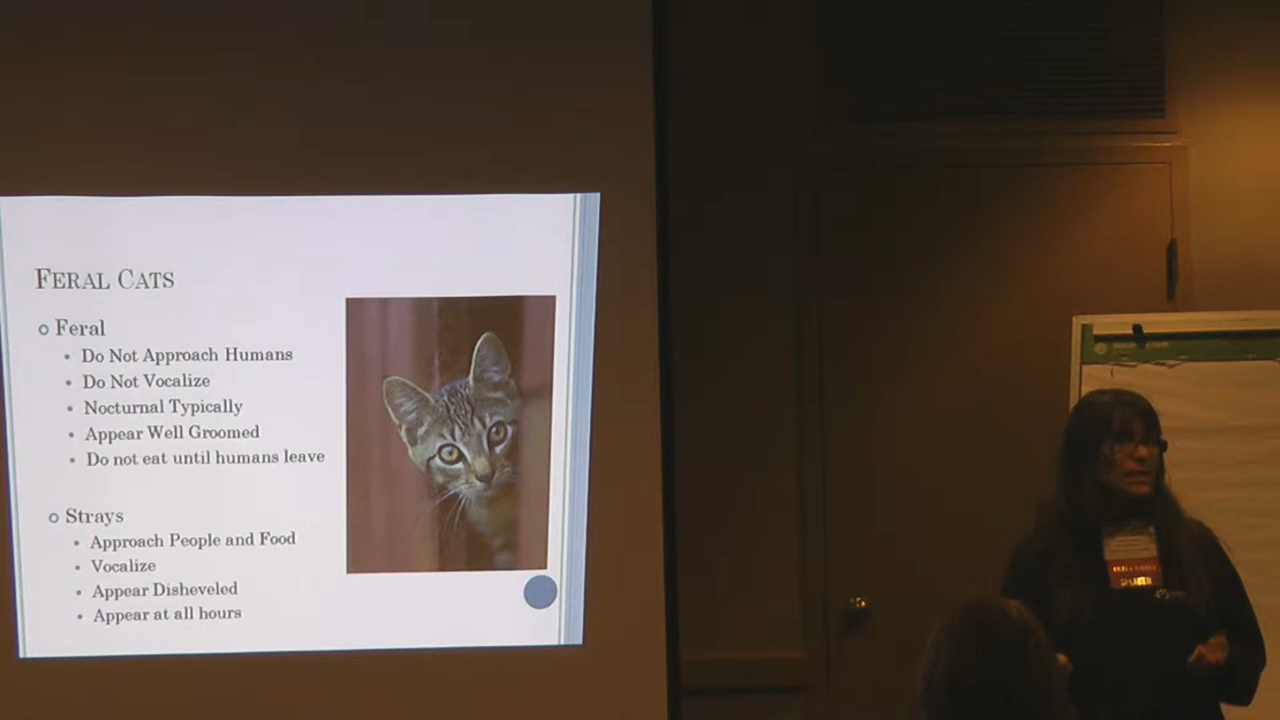 FERAL CATS
Feral
• Do Not Approach Humans
• Do Not Vocalize
• Nocturnal Typically
• Appear Well Groomed
• Do not eat until humans leave
Strays
• Approach People and Food
• Vocalize
• Appear Disheveled
• Appear at all hours
SPEAKER